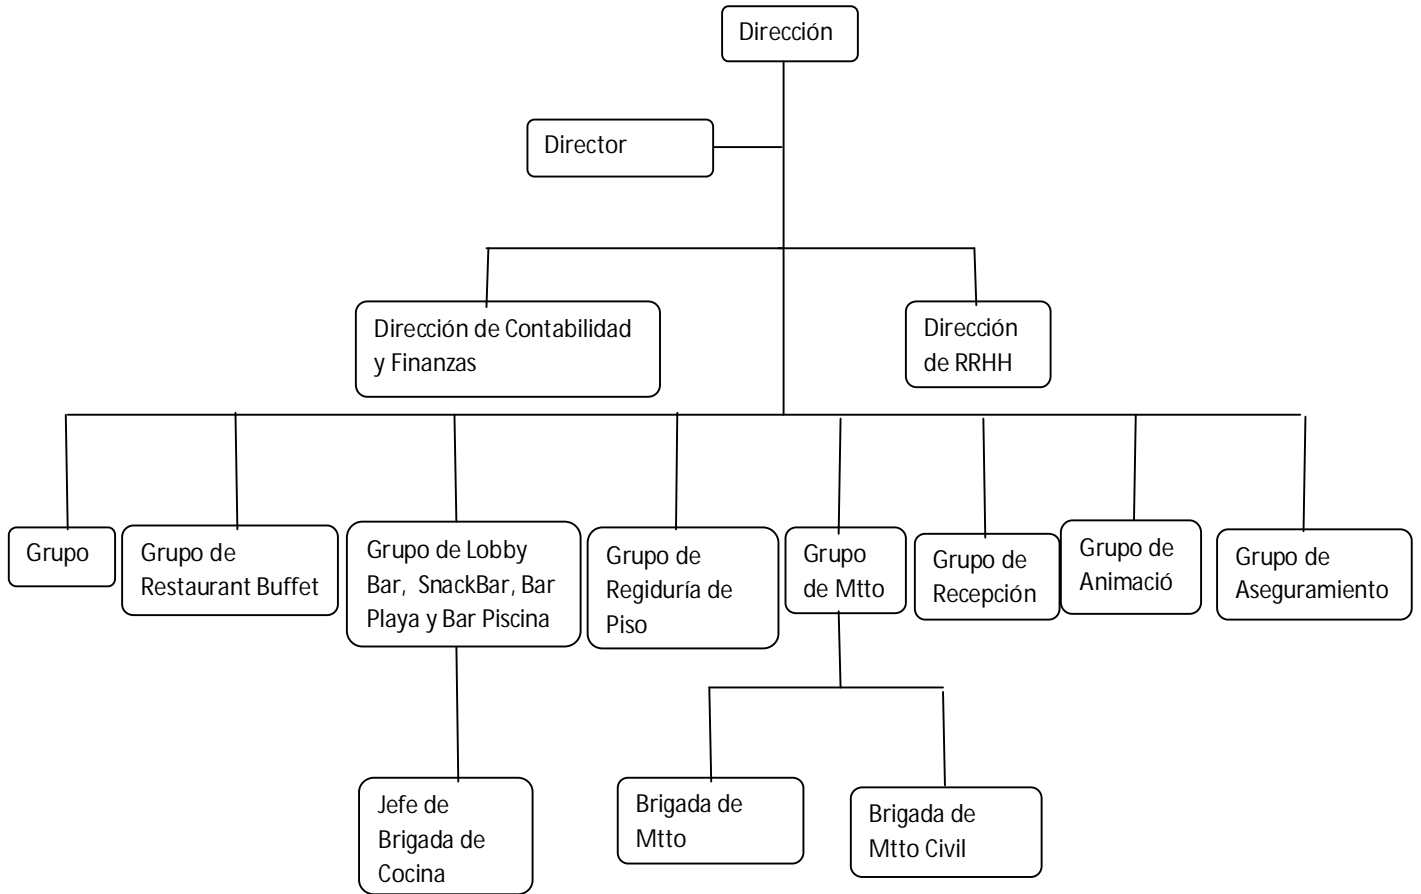 Dirección
Director
Dirección de Contabilidad
y Finanzas
Dirección
de RRHH
Grupo
Grupo de
Restaurant Buffet
Grupo de Lobby
Bar, SnackBar, Bar
Playa y Bar Piscina
Grupo de
Regiduría de
Piso
Grupo
de Mtto
Grupo de
Recepción
Grupo de
Animació
Grupo de
Aseguramiento
Jefe de
Brigada de
Cocina
Brigada de
Mtto
Brigada de
Mtto Civil